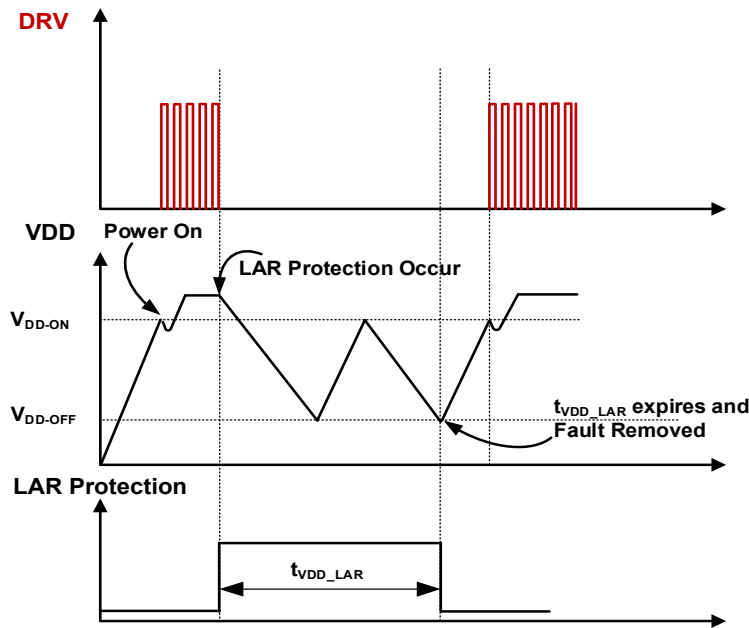 DRV
VDD
Power On
LAR Protection Occur
VDD-ON
VDD-OFF
tVDD_LAR expires and
Fault Removed
LAR Protection
tVDD_LAR